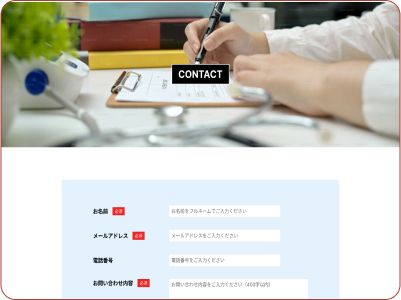 CONTACT
お名前 必須 お名前をフルネームでご入力ください
メールアドレス 必須 メールアドレスをご入力ください
電話番号 電話番号をご入力ください
お問い合わせ内容 必須 お問い合わせ内容をご入力ください（400字以内）